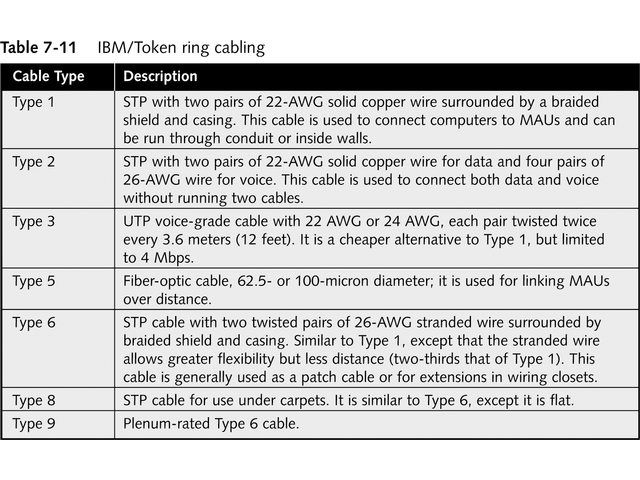 Table 7-11 IBM/Token ring cabling
Cable Type Description
Type 1 STP with two pairs of 22-AWG solid copper wire surrounded by a braided
shield and casing. This cable is used to connect computers to MAUs and can
be run through conduit or inside walls.
Type 2 STP with two pairs of 22-AWG solid copper wire for data and four pairs of
26-AWG wire for voice. This cable is used to connect both data and voice
without running two cables.
Type 3 UTP voice-grade cable with 22 AWG or 24 AWG, each pair twisted twice
every 3.6 meters (12 feet). It is a cheaper alternative to Type 1, but limited
to 4 Mbps.
Type 5 Fiber-optic cable, 62.5- or 100-micron diameter; it is used for linking MAUs
over distance.
Type 6 STP cable with two twisted pairs of 26-AWG stranded wire surrounded by
braided shield and casing. Similar to Type 1, except that the stranded wire
allows greater flexibility but less distance (two-thirds that of Type 1). This
cable is generally used as a patch cable or for extensions in wiring closets.
Type 8 STP cable for use under carpets. It is similar to Type 6, except it is flat.
Type 9 Plenum-rated Type 6 cable.